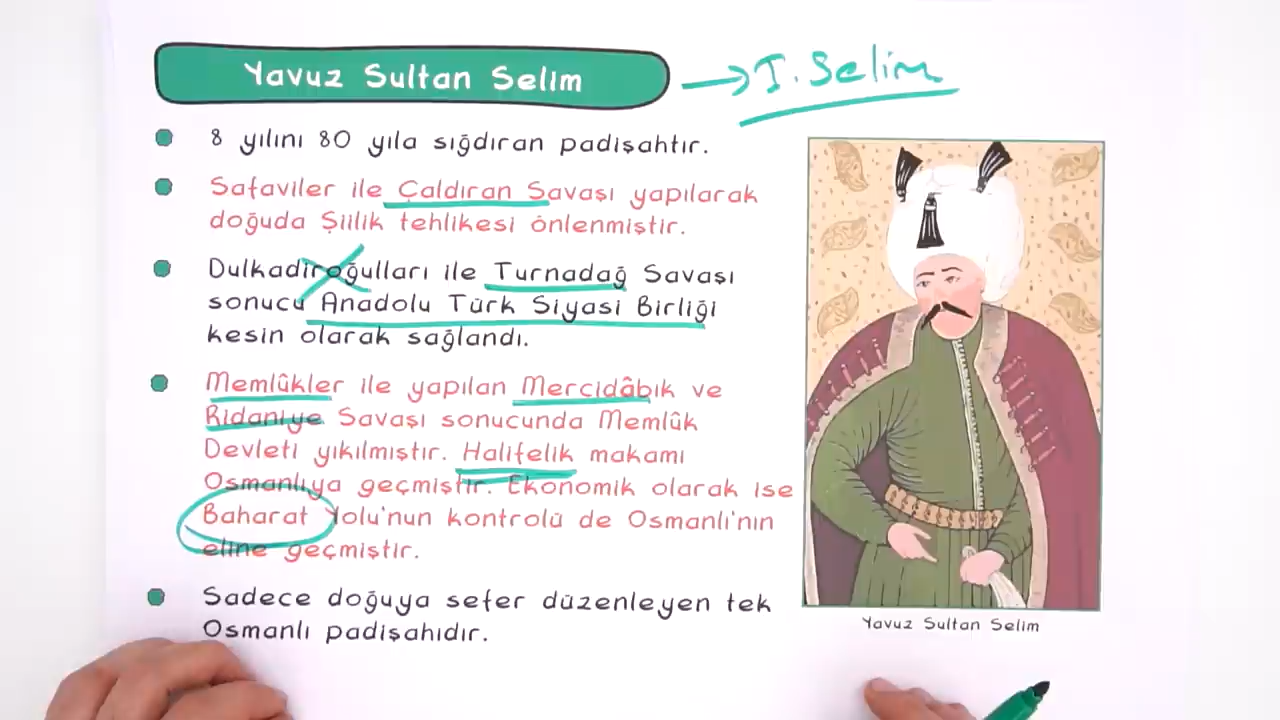 Yavuz Sultan Selim
I. Selim
8 yılını 80 yıla sığdıran padişahtır.
Safaviler ile Çaldıran Savaşı yapılarak
doğuda Şiilik tehlikesi önlenmiştir.
Dulkadiroğulları ile Turnadağ Savaşı
sonucu Anadolu Türk Siyasi Birliği
kesin olarak sağlandı.
Memlûkler ile yapılan Mercidâbık ve
Ridaniye Savaşı sonucunda Memlûk
Devleti yıkılmıştır. Halifelik makamı
Osmanlıya geçmiştir. Ekonomik olarak ise
Baharat Yolu'nun kontrolü de Osmanlı'nın
eline geçmiştir.
Sadece doğuya sefer düzenleyen tek
Osmanlı padişahıdır.
Yavuz Sultan Selim